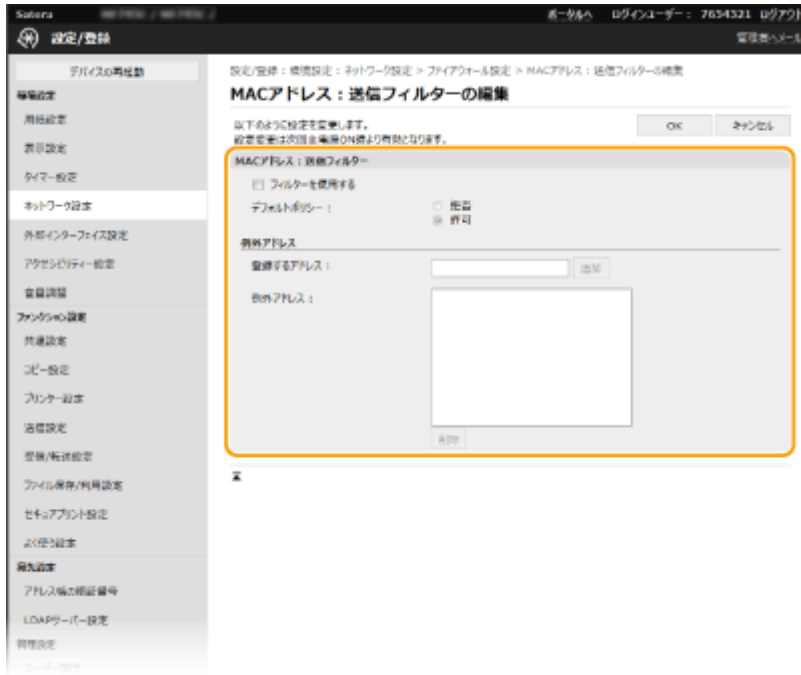 Satera
ポータルへ ログインユーザー： 7654321 ログアウト
設定/登録
管理者へメール
デバイスの再起動
環境設定
用紙設定
表示設定
タイマー設定
ネットワーク設定
外部インターフェイス設定
アクセシビリティー設定
音量調整
ファンクション設定
共通設定
コピー設定
プリンター設定
送信設定
受信/転送設定
ファイル保存/利用設定
セキュアプリント設定
よく使う設定
宛先設定
アドレス帳の暗証番号
LDAPサーバー設定
管理設定
ユーザー管理
設定/登録：環境設定：ネットワーク設定 > ファイアウォール設定 > MACアドレス：送信フィルターの編集
MACアドレス：送信フィルターの編集
以下のように設定を変更します。
設定変更は次回主電源ON時より有効となります。
OK キャンセル
MACアドレス：送信フィルター
フィルターを使用する
デフォルトポリシー： 拒否
許可
例外アドレス
登録するアドレス： 追加
例外アドレス：
削除